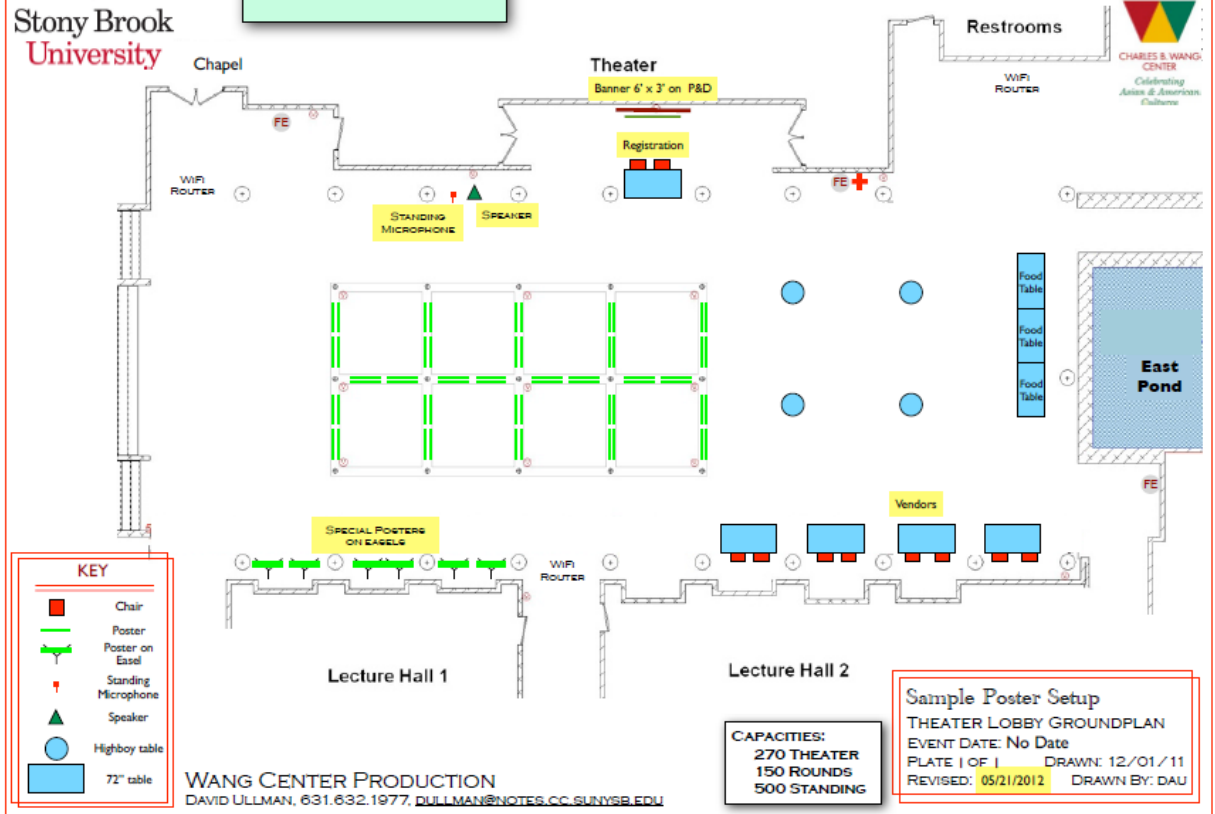 Stony Brook
University
Chapel
Theater
Banner 6' x 3' on P&D
Restrooms
WiFi
Router
CHARLES B. WANG
CENTER
Celebrating
Asian & American
Cultures
FE
Registration
WiFi
Router
FE
Standing
Microphone
Speaker
Food
Table
Food
Table
Food
Table
East
Pond
FE
Vendors
Special Posters
on easels
WiFi
Router
KEY
Chair
Poster
Poster on
Easel
Standing
Microphone
Speaker
Highboy table
72" table
Lecture Hall 1
Lecture Hall 2
Wang Center Production
David Ullman, 631.632.1977, dullman@notes.cc.sunysb.edu
Capacities:
270 Theater
150 Rounds
500 Standing
Sample Poster Setup
Theater Lobby Groundplan
Event Date: No Date
Plate 1 of 1 Drawn: 12/01/11
Revised: 05/21/2012 Drawn By: DAU